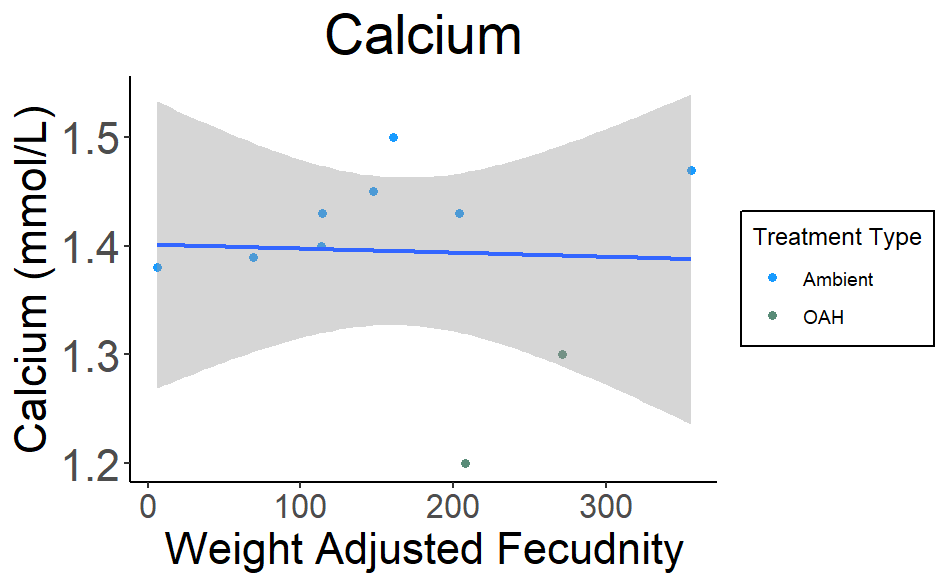 Calcium
Calcium (mmol/L)
1.5
1.4
1.3
1.2
0 100 200 300
Weight Adjusted Fecudnity
Treatment Type
Ambient
OAH